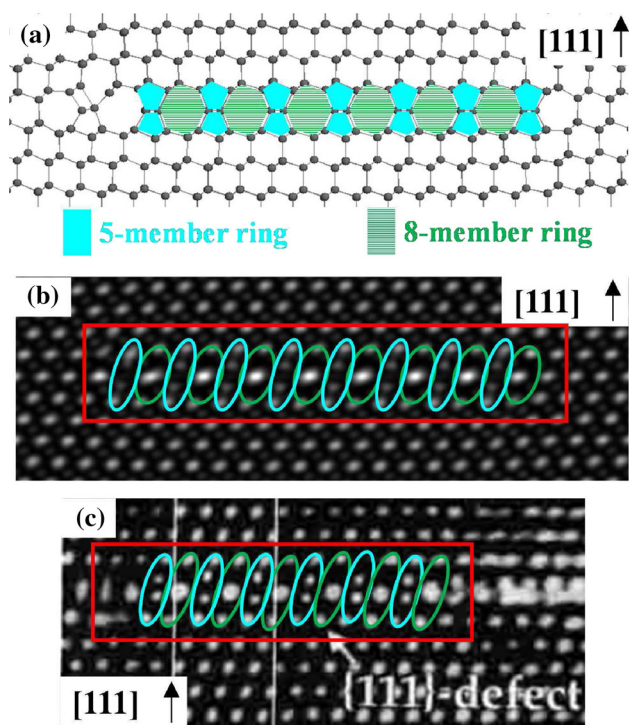 (a)
[111]
5-member ring
8-member ring
(b)
[111]
(c)
{111}-defect
[111]